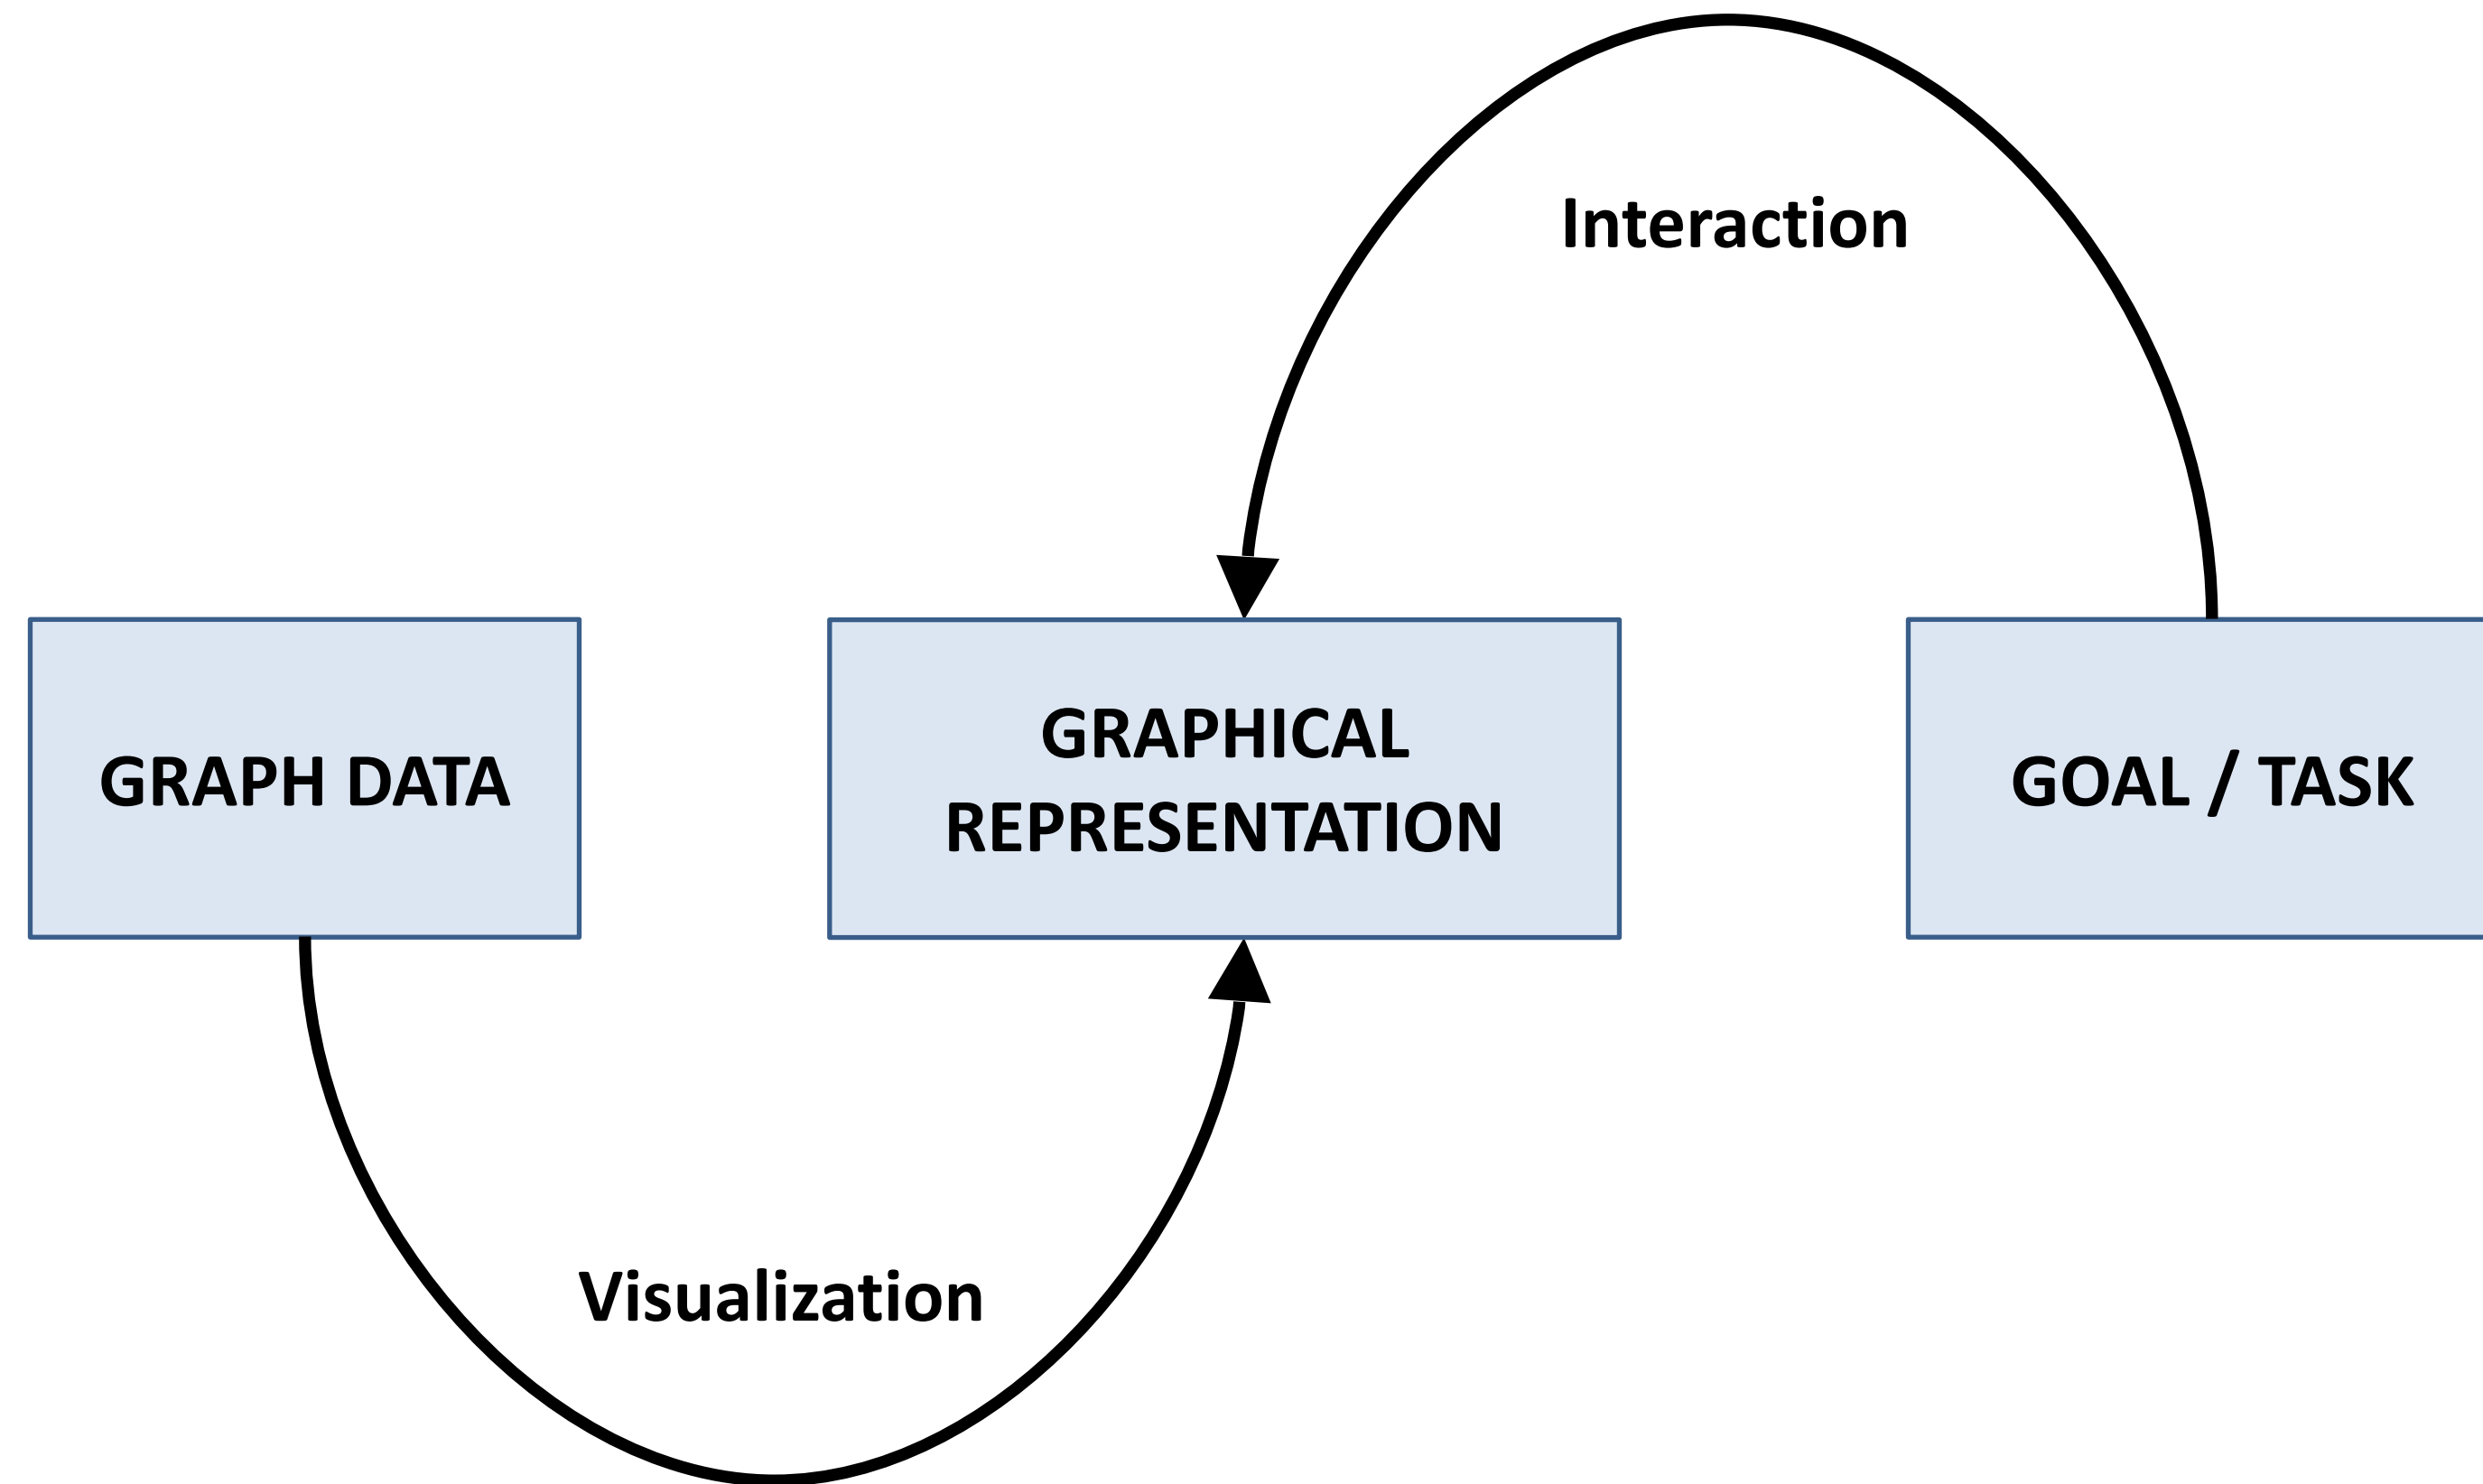 Interaction
GRAPH DATA
GRAPHICAL
REPRESENTATION
GOAL / TASK
Visualization